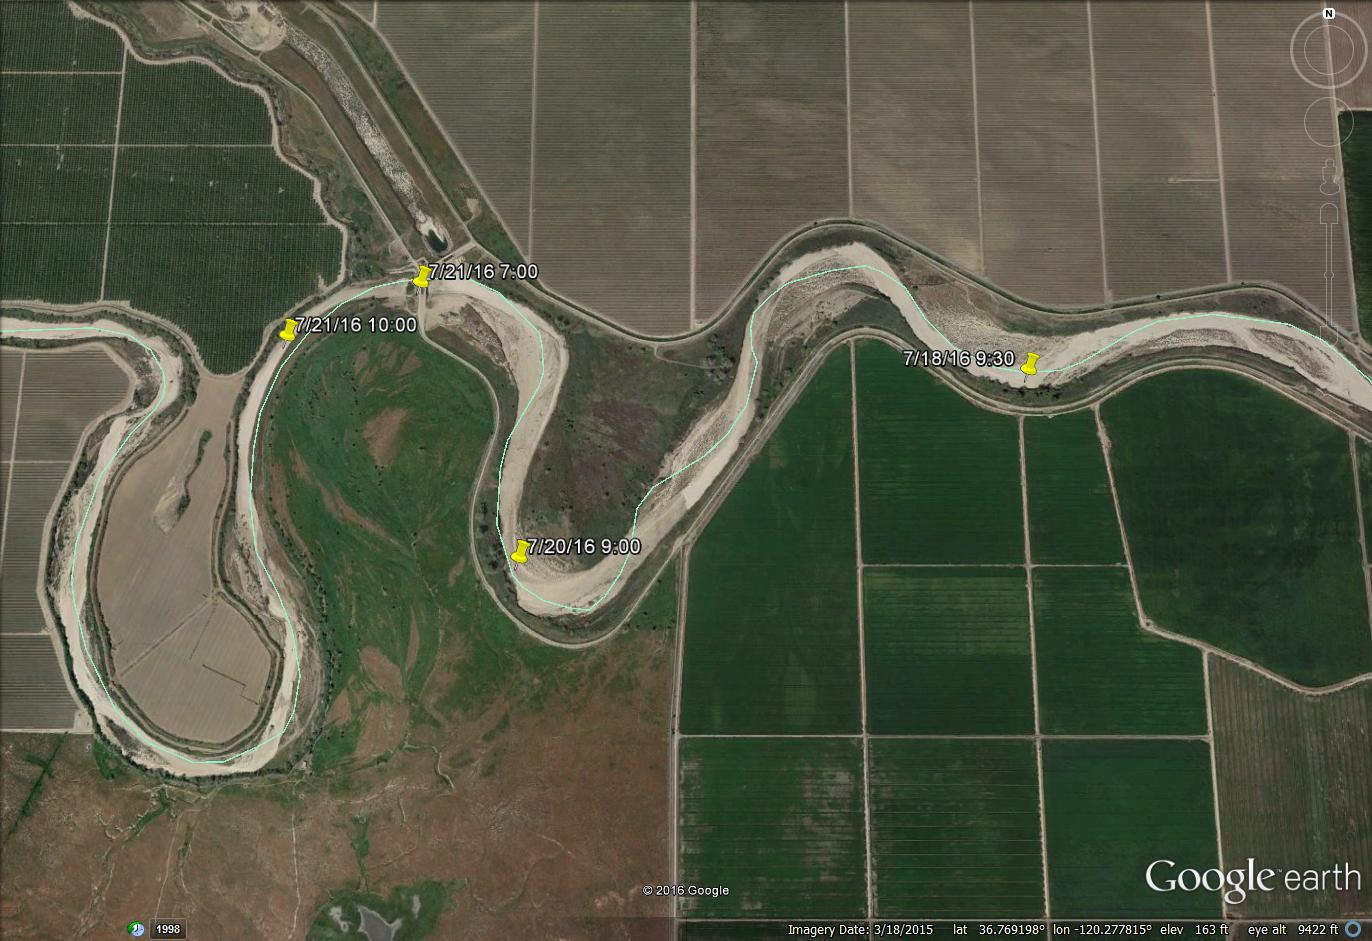 N
7/21/16 7:00
7/21/16 10:00
7/18/16 9:30
7/20/16 9:00
Google earth
© 2016 Google
1998
Imagery Date: 3/18/2015 lat 36.769198° lon -120.277815° elev 163 ft eye alt 9422 ft